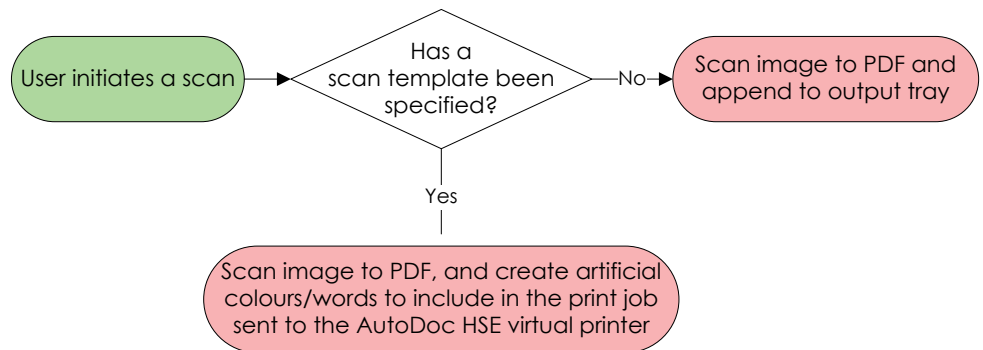 User initiates a scan
Has a
scan template been
specified?
No
Scan image to PDF and
append to output tray
Yes
Scan image to PDF, and create artificial
colours/words to include in the print job
sent to the AutoDoc HSE virtual printer